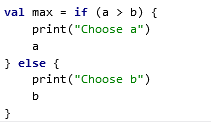 val max = if (a > b) {
    print("Choose a")
    a
} else {
    print("Choose b")
    b
}